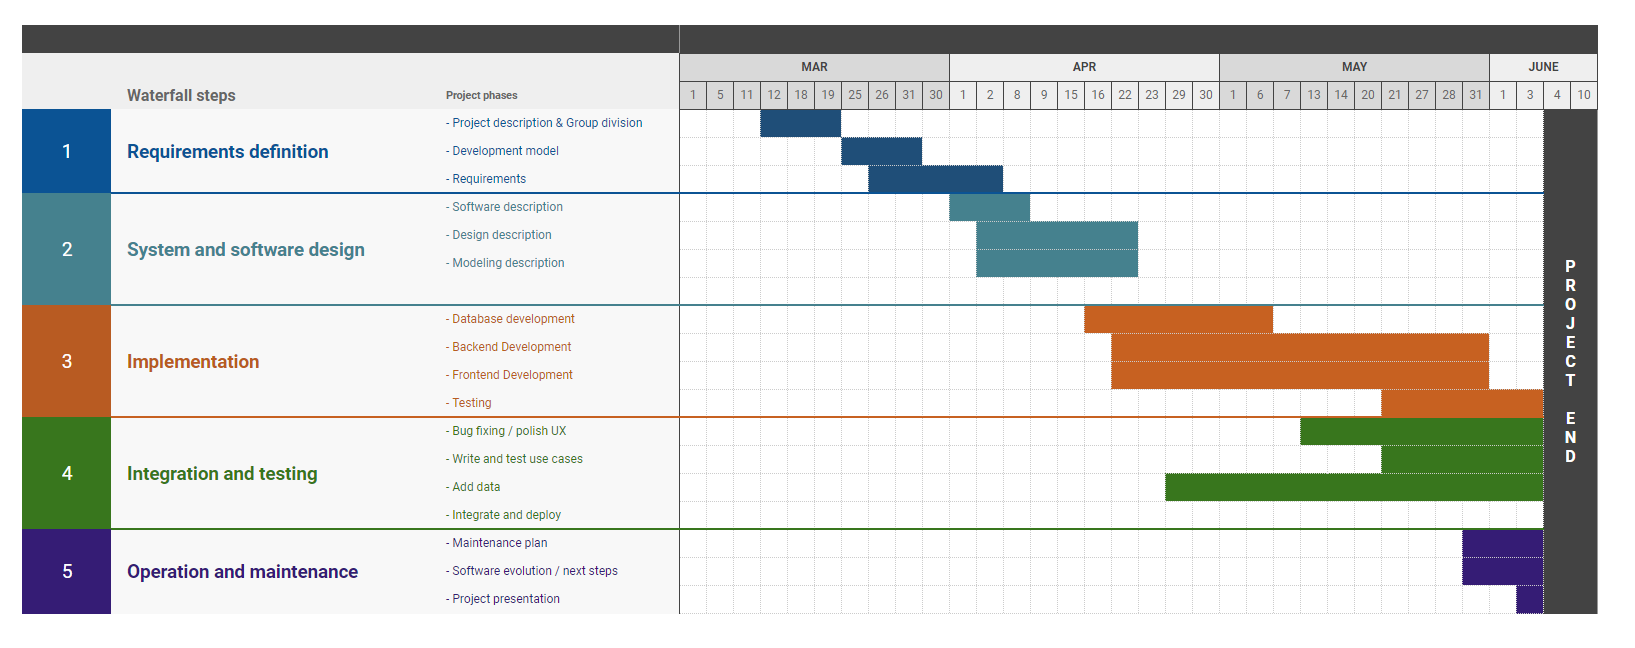 MAR APR MAY JUNE
Waterfall steps Project phases 1 5 11 12 18 19 25 26 31 30 1 2 8 9 15 16 22 23 29 30 1 6 7 13 14 20 21 27 28 31 1 3 4 10
- Project description & Group division
1 Requirements definition - Development model
- Requirements
- Software description
- Design description
2 System and software design
- Modeling description
- Database development
- Backend Development
3 Implementation
- Frontend Development
- Testing
- Bug fixing / polish UX
- Write and test use cases
4 Integration and testing
- Add data
- Integrate and deploy
- Maintenance plan
5 Operation and maintenance - Software evolution / next steps
- Project presentation
PROJECT END